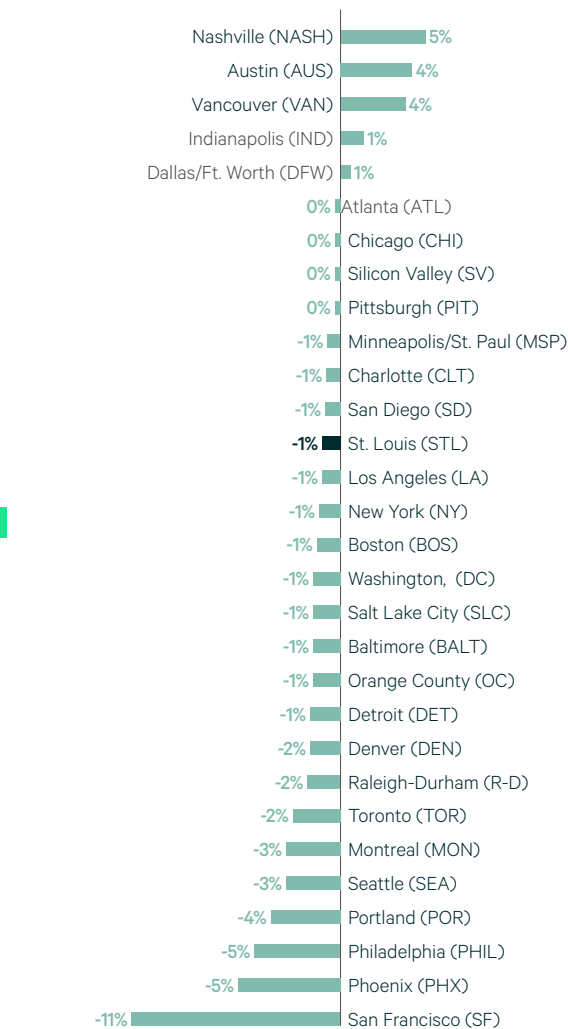 Nashville (NASH) 5%
Austin (AUS) 4%
Vancouver (VAN) 4%
Indianapolis (IND) 1%
Dallas/Ft. Worth (DFW) 1%
0% Atlanta (ATL)
0% Chicago (CHI)
0% Silicon Valley (SV)
0% Pittsburgh (PIT)
-1% Minneapolis/St. Paul (MSP)
-1% Charlotte (CLT)
-1% San Diego (SD)
-1% St. Louis (STL)
-1% Los Angeles (LA)
-1% New York (NY)
-1% Boston (BOS)
-1% Washington, (DC)
-1% Salt Lake City (SLC)
-1% Baltimore (BALT)
-1% Orange County (OC)
-1% Detroit (DET)
-2% Denver (DEN)
-2% Raleigh-Durham (R-D)
-2% Toronto (TOR)
-3% Montreal (MON)
-3% Seattle (SEA)
-4% Portland (POR)
-5% Philadelphia (PHIL)
-5% Phoenix (PHX)
-11% San Francisco (SF)